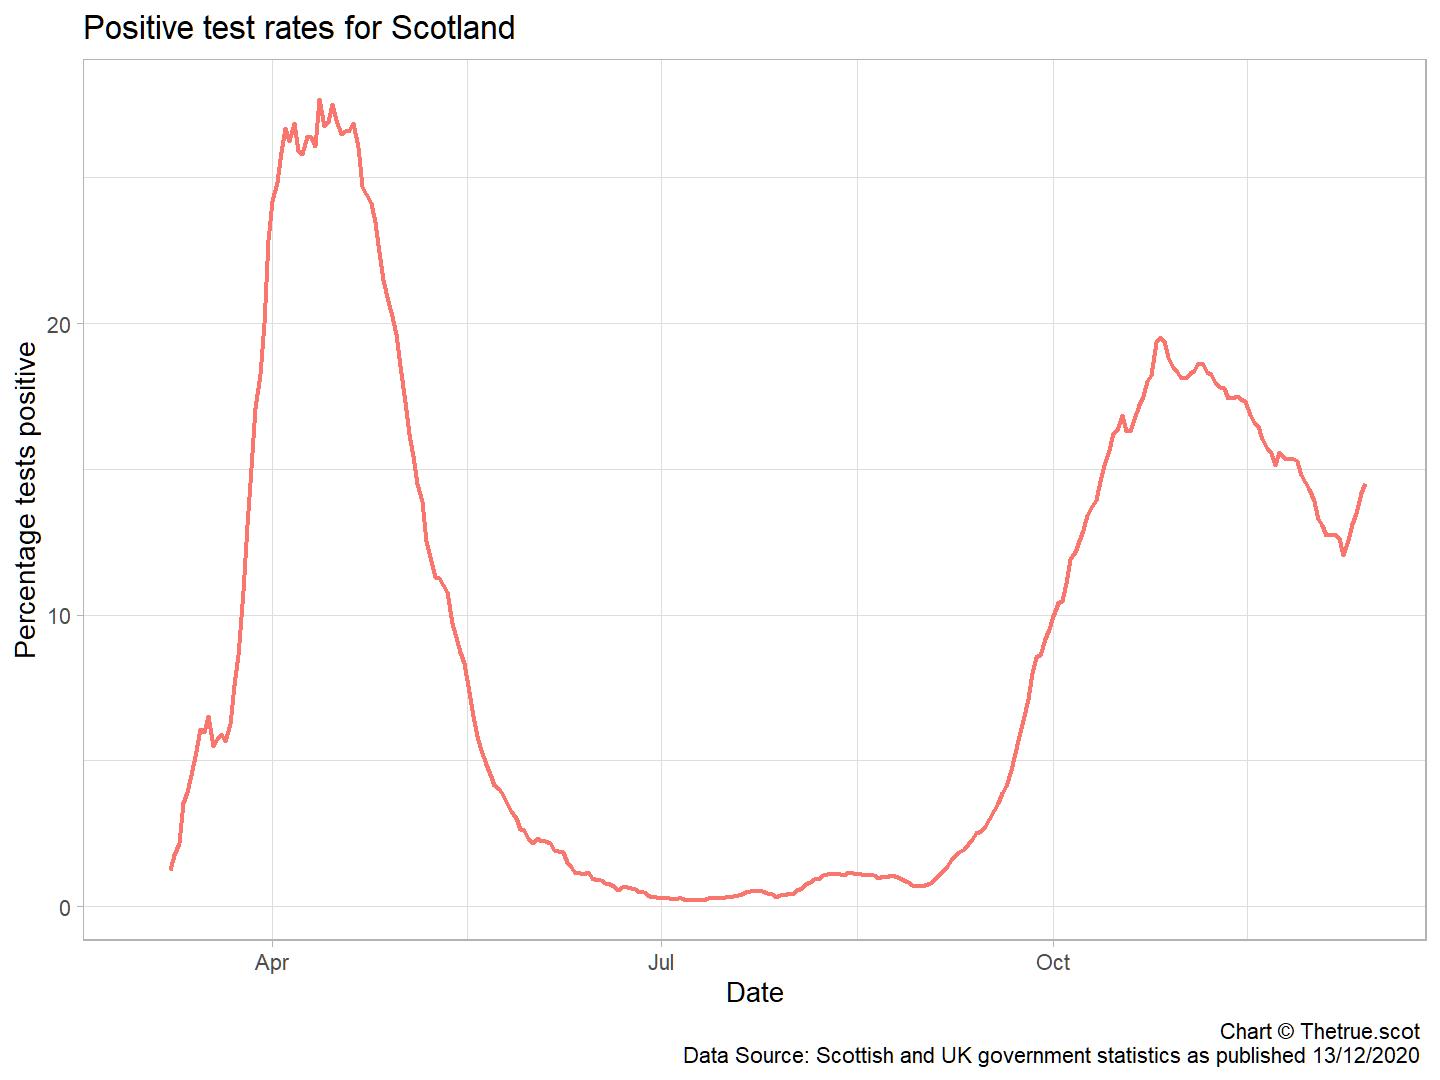 Positive test rates for Scotland
Percentage tests positive
20
10
0
Apr
Jul
Oct
Date
Chart © Thetrue.scot
Data Source: Scottish and UK government statistics as published 13/12/2020